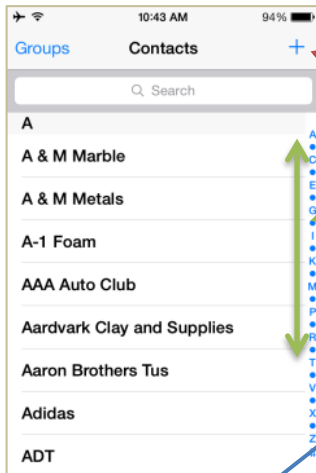 10:43 AM 94%
Groups Contacts +
Search
A
A & M Marble
A & M Metals
A-1 Foam
AAA Auto Club
Aardvark Clay and Supplies
Aaron Brothers Tus
Adidas
ADT
A
C
E
G
I
K
M
P
R
T
V
X
Z
#